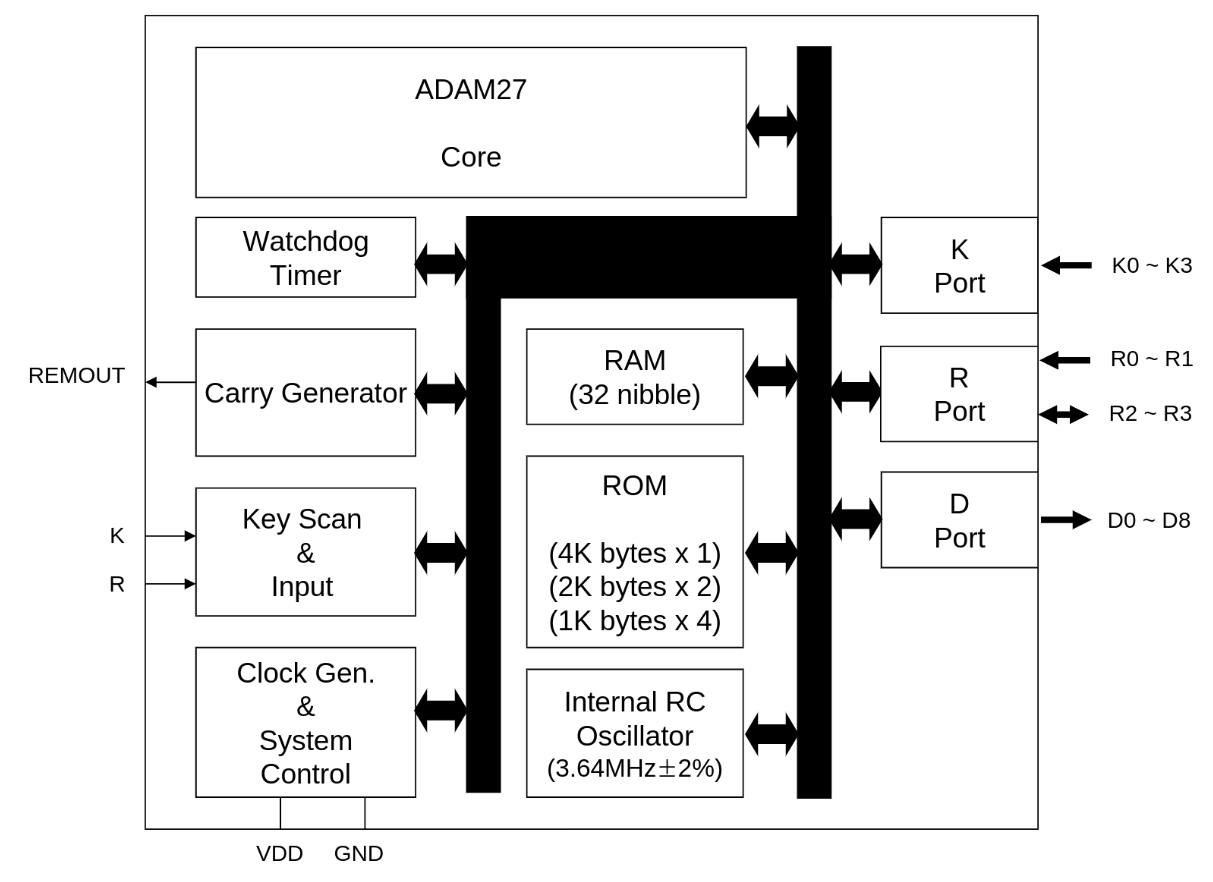 ADAM27
Core
Watchdog
Timer
K
Port
K0 ~ K3
REMOUT
Carry Generator
RAM
(32 nibble)
R
Port
R0 ~ R1
R2 ~ R3
K
R
Key Scan
&
Input
ROM
(4K bytes x 1)
(2K bytes x 2)
(1K bytes x 4)
D
Port
D0 ~ D8
Clock Gen.
&
System
Control
Internal RC
Oscillator
(3.64MHz±2%)
VDD
GND